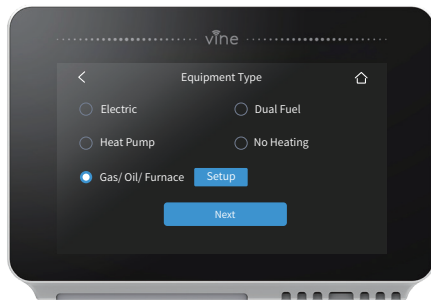 vine
Equipment Type
Electric
Dual Fuel
Heat Pump
No Heating
Gas/ Oil/ Furnace
Setup
Next